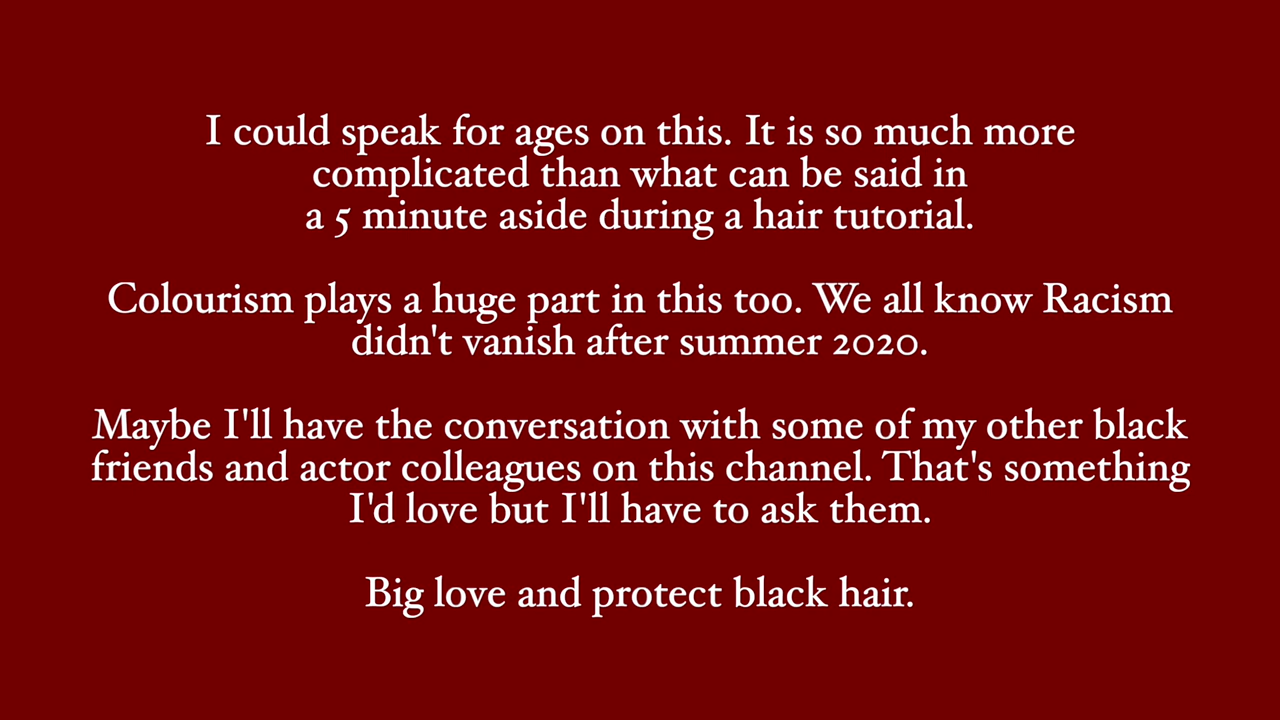 I could speak for ages on this. It is so much more
complicated than what can be said in
a 5 minute aside during a hair tutorial.
Colourism plays a huge part in this too. We all know Racism
didn't vanish after summer 2020.
Maybe I'll have the conversation with some of my other black
friends and actor colleagues on this channel. That's something
I'd love but I'll have to ask them.
Big love and protect black hair.